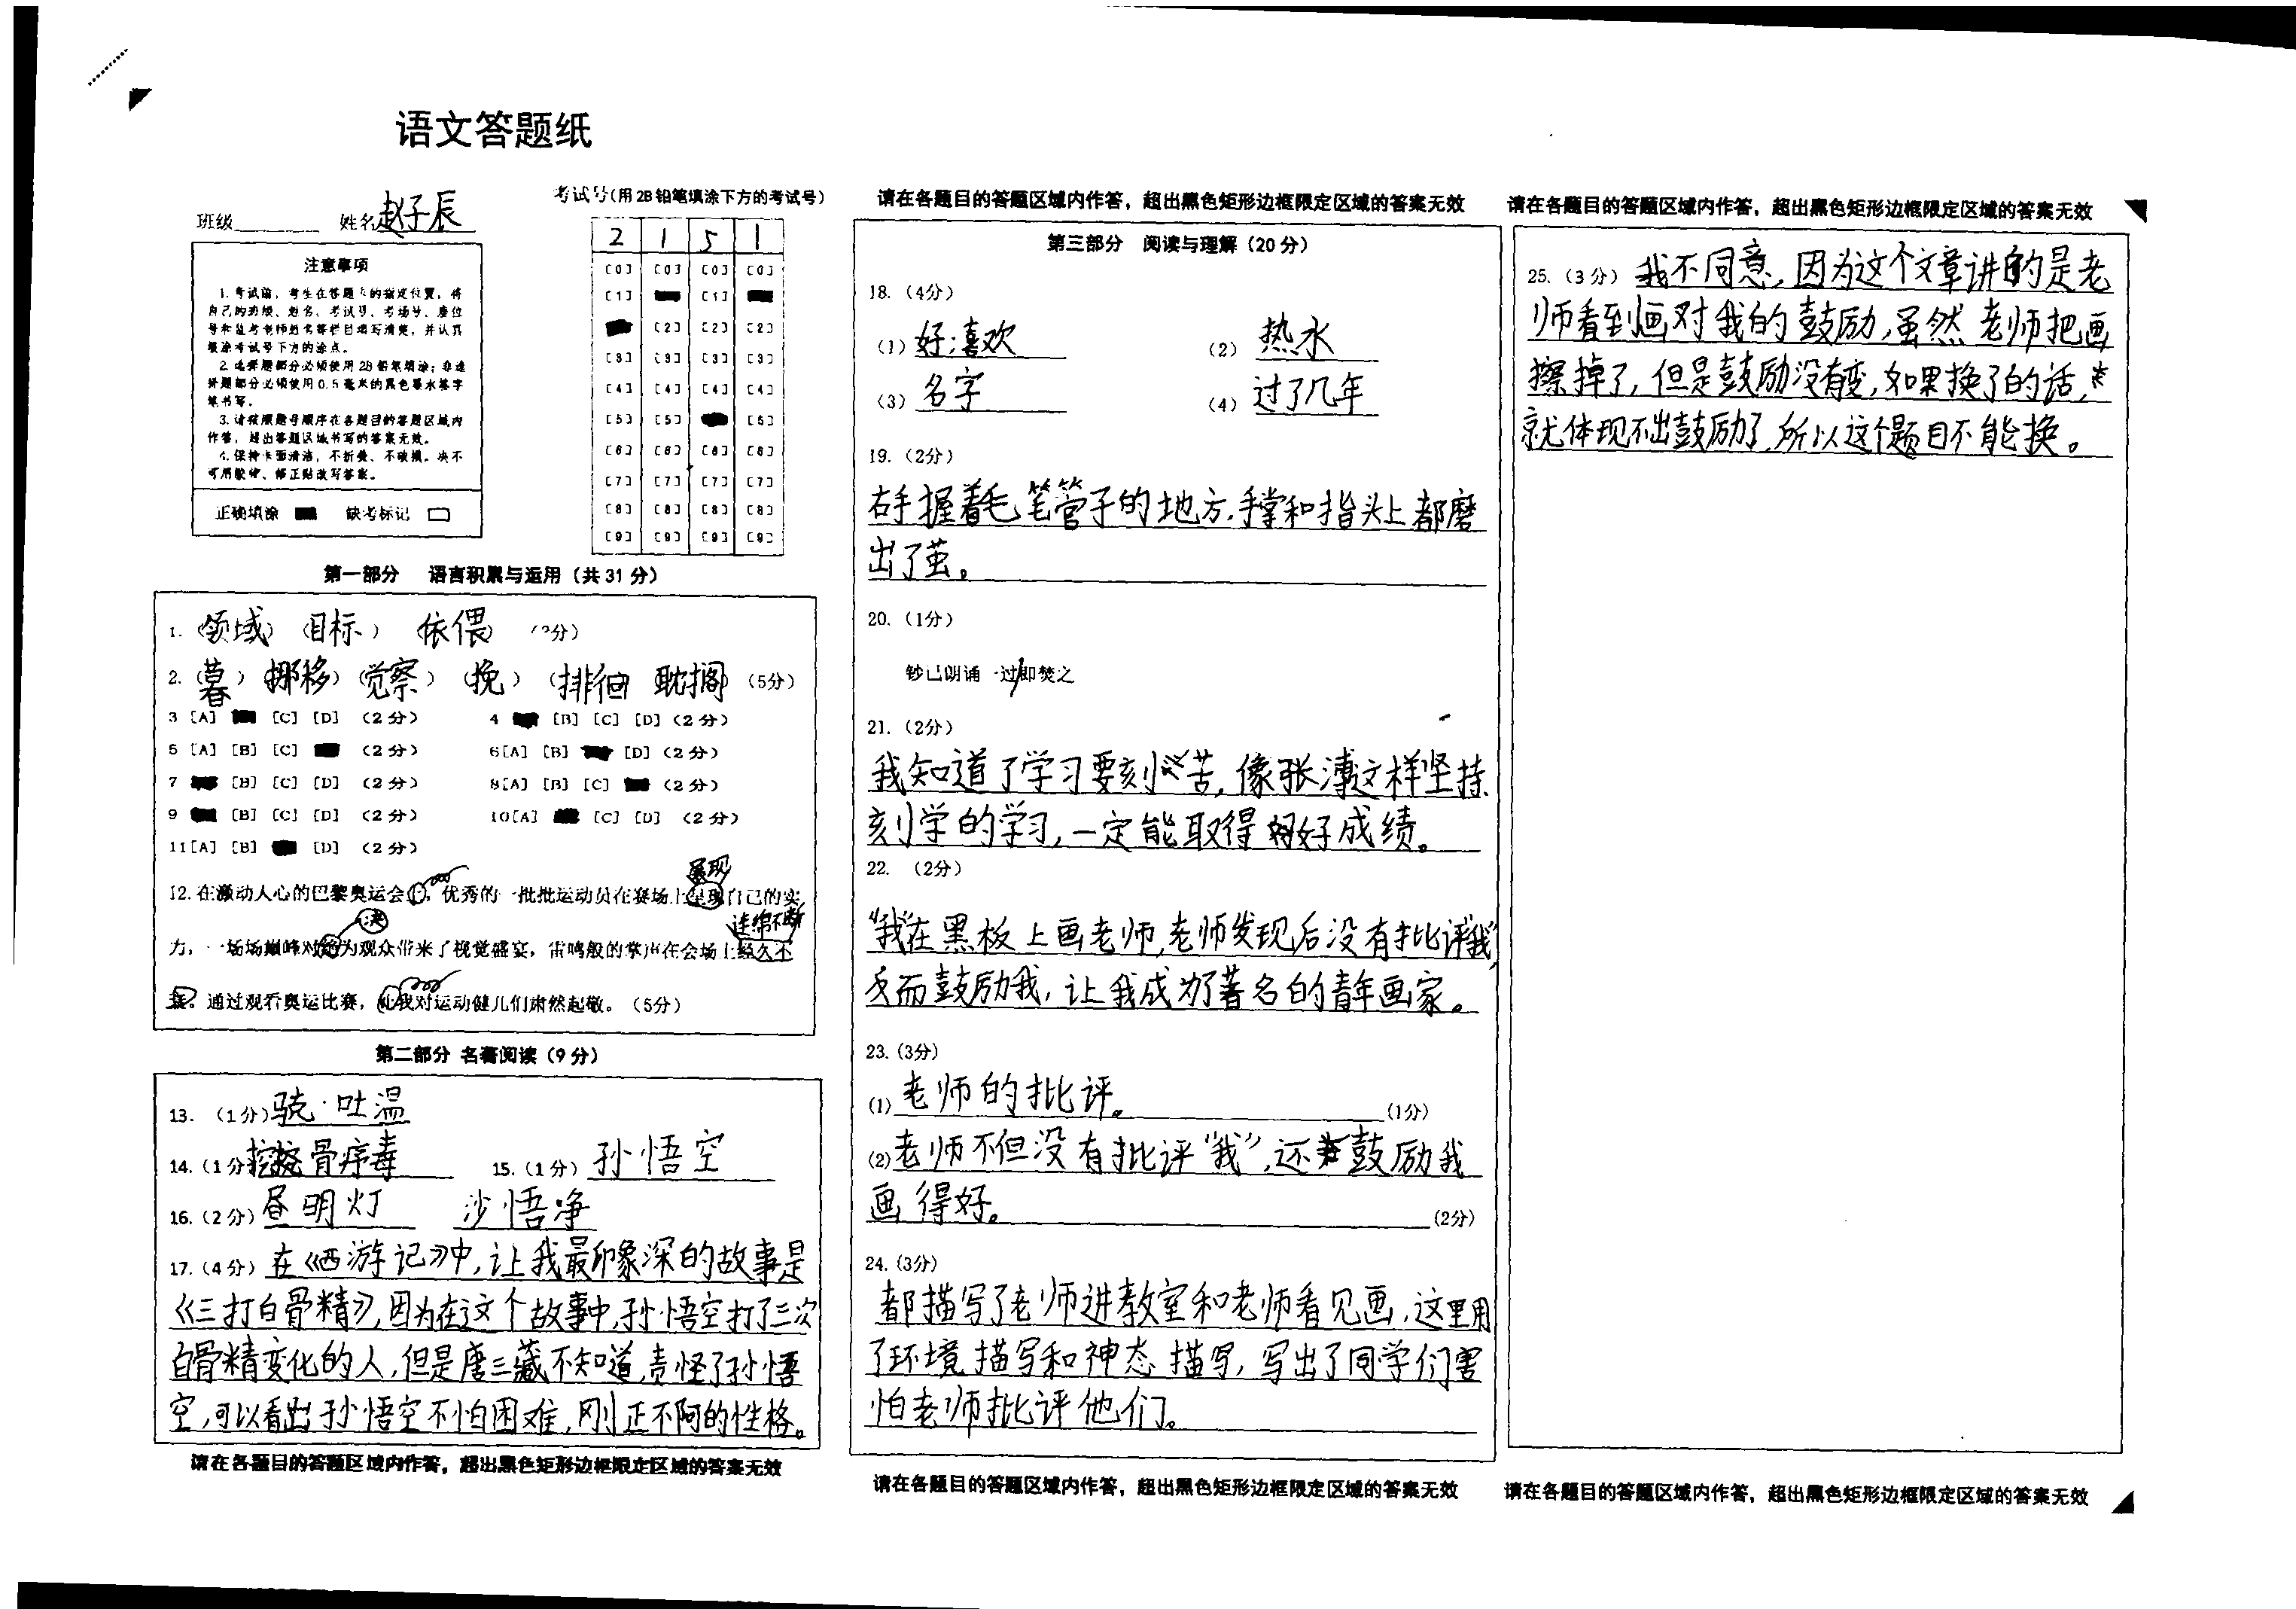 语文答题纸
班级 姓名 赵子辰
考试号(用2B铅笔填涂下方的考试号)
2 1 5 1
[0] [0] [0] [0]
[1] [1]
[2] [2] [2]
[3] [3] [3] [3]
[4] [4] [4] [4]
[5] [5] [5]
[6] [6] [6] [6]
[7] [7] [7] [7]
[8] [8] [8] [8]
[9] [9] [9] [9]
注意事项
1.考试前,考生在答题卡的指定位置,将
自己的班级、姓名、考试号、考场号、座位
号和监考老师姓名等栏目填写清楚,并认真
填涂考试号下方的涂点。
2.选择题部分必须使用2B铅笔填涂;非选
择题部分必须使用0.5毫米的黑色墨水签字
笔书写。
3.请按照题号顺序在各题目的答题区域内
作答,超出答题区域书写的答案无效。
4.保持卡面清洁,不折叠、不破损。决不
可用胶带、修正贴改写答案。
正确填涂 缺考标记
第一部分 语言积累与运用(共31分)
1.(领域)(目标)(依偎)
2.(暮)(挪移)(觉察)(挽)(徘徊 耽搁)(5分)
3 [A] [C] [D] (2分) 4 [B] [C] [D] (2分)
5 [A] [B] [C] (2分) 6 [A] [B] [D] (2分)
7 [B] [C] [D] (2分) 8 [A] [B] [C] (2分)
9 [B] [C] [D] (2分) 10 [A] [C] [D] (2分)
11 [A] [B] [D] (2分)
展现
12.在激动人心的巴黎奥运会中,优秀的一批批运动员在赛场上呈现自己的实
决 连绵不断
力,一场场巅峰对决为观众带来了视觉盛宴,雷鸣般的掌声在会场上经久不
息。通过观看奥运比赛,让我对运动健儿们肃然起敬。(5分)
第二部分 名著阅读(9分)
13.(1分)骁·吐温
14.(1分) 骨疗毒 15.(1分)孙悟空
16.(2分)昼明灯 沙悟净
17.(4分)在《西游记》中,让我最印象深的故事是
《三打白骨精》,因为在这个故事中,孙悟空打了三次
白骨精变化的人,但是唐三藏不知道,责怪了孙悟
空,可以看出孙悟空不怕困难,刚正不阿的性格。
请在各题目的答题区域内作答,超出黑色矩形边框限定区域的答案无效
请在各题目的答题区域内作答,超出黑色矩形边框限定区域的答案无效
第三部分 阅读与理解(20分)
18.(4分)
(1)好;喜欢 (2)热水
(3)名字 (4)过了几年
19.(2分)
右手握着毛笔管子的地方,手掌和指头上都磨
出了茧。
20.(1分)
钞已朗诵一过/即焚之
21.(2分)
我知道了学习要刻苦,像张溥这样坚持
刻学的学习,一定能取得好成绩。
22.(2分)
“我”在黑板上画老师,老师发现后没有批评“我”,
反而鼓励我,让我成为了著名的青年画家。
23.(3分)
(1)老师的批评。(1分)
(2)老师不但没有批评“我”,还鼓励我
画得好。(2分)
24.(3分)
都描写了老师进教室和老师看见画,这里用
了环境描写和神态描写,写出了同学们害
怕老师批评他们。
请在各题目的答题区域内作答,超出黑色矩形边框限定区域的答案无效
请在各题目的答题区域内作答,超出黑色矩形边框限定区域的答案无效
25.(3分)我不同意,因为这个文章讲的是老
师看到画对我的鼓励,虽然老师把画
擦掉了,但是鼓励没有变,如果换了的话,
就体现不出鼓励了,所以这个题目不能换。
请在各题目的答题区域内作答,超出黑色矩形边框限定区域的答案无效